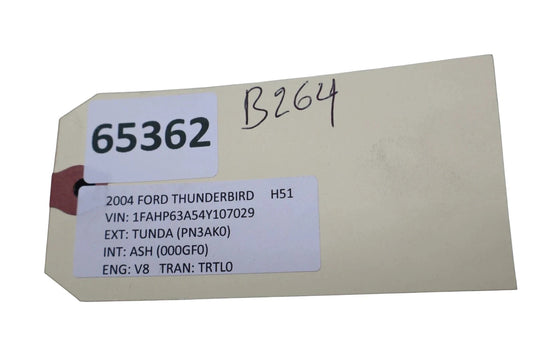 B264
65362
2004 FORD THUNDERBIRD H51
VIN: 1FAHP63A54Y107029
EXT: TUNDA (PN3AK0)
INT: ASH (000GF0)
ENG: V8 TRAN: TRTL0